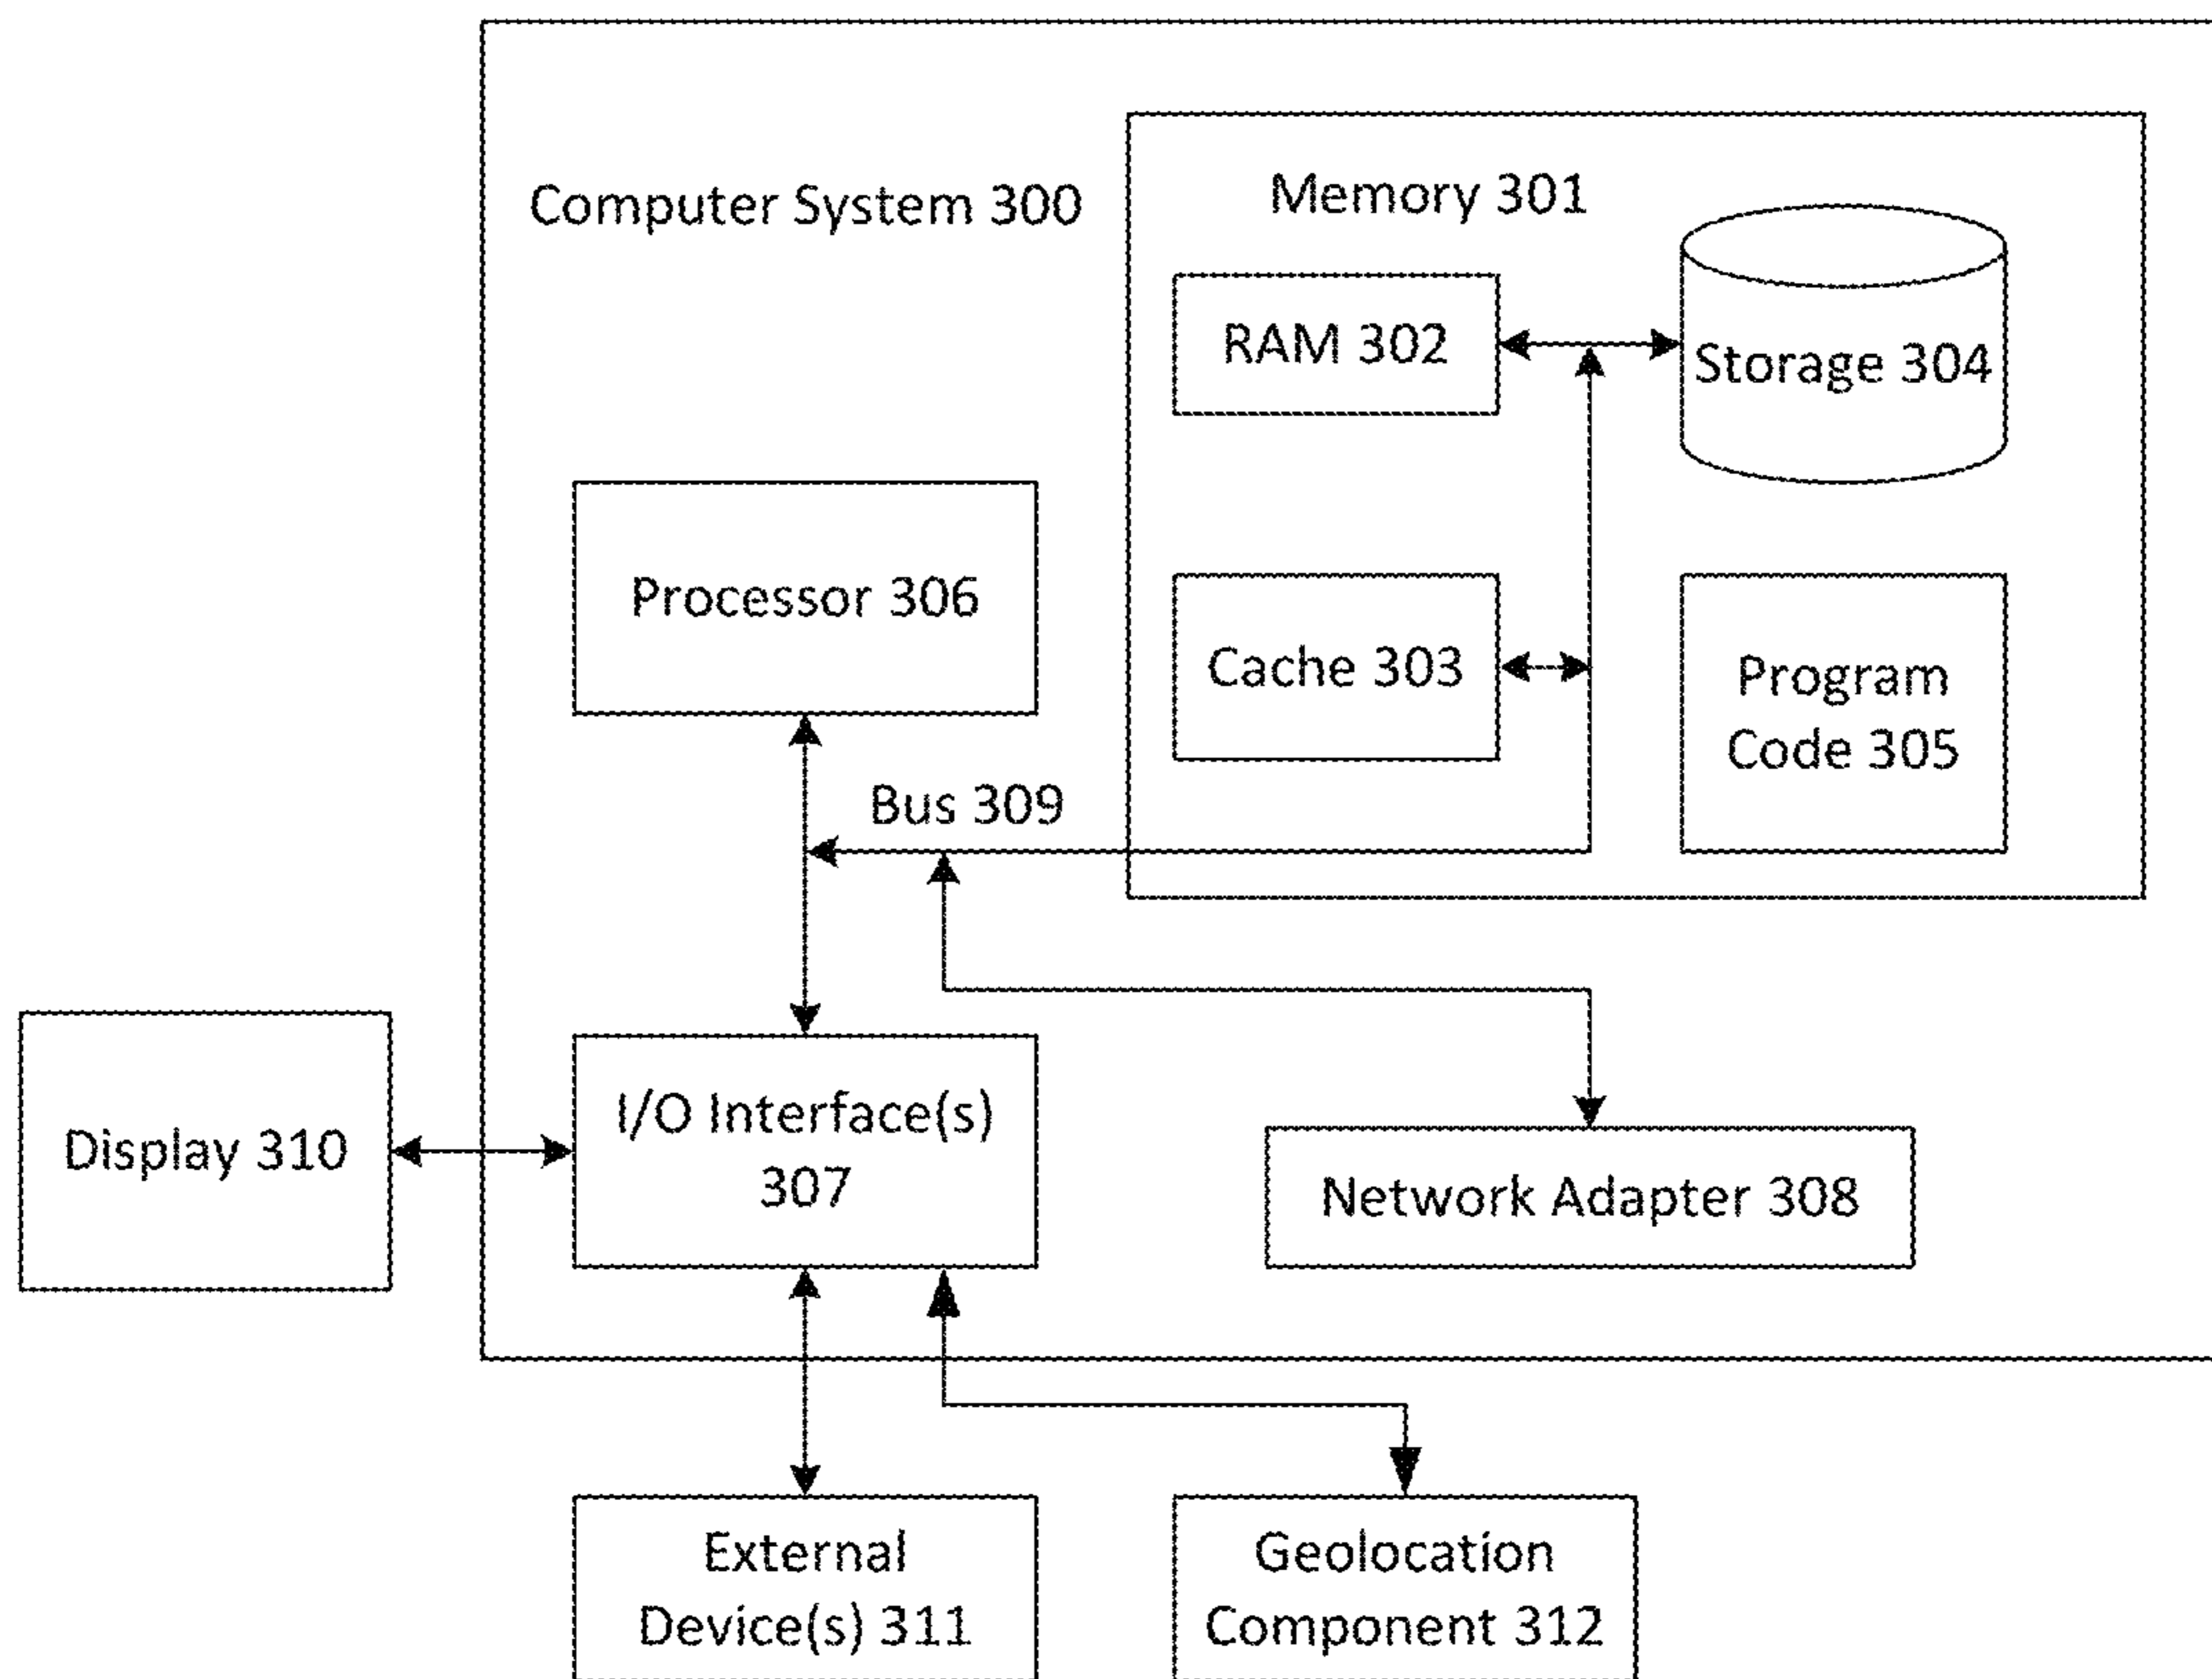 Computer System 300
Memory 301
RAM 302
Storage 304
Processor 306
Cache 303
Program
Code 305
Bus 309
Display 310
I/O Interface(s)
307
Network Adapter 308
External
Device(s) 311
Geolocation
Component 312